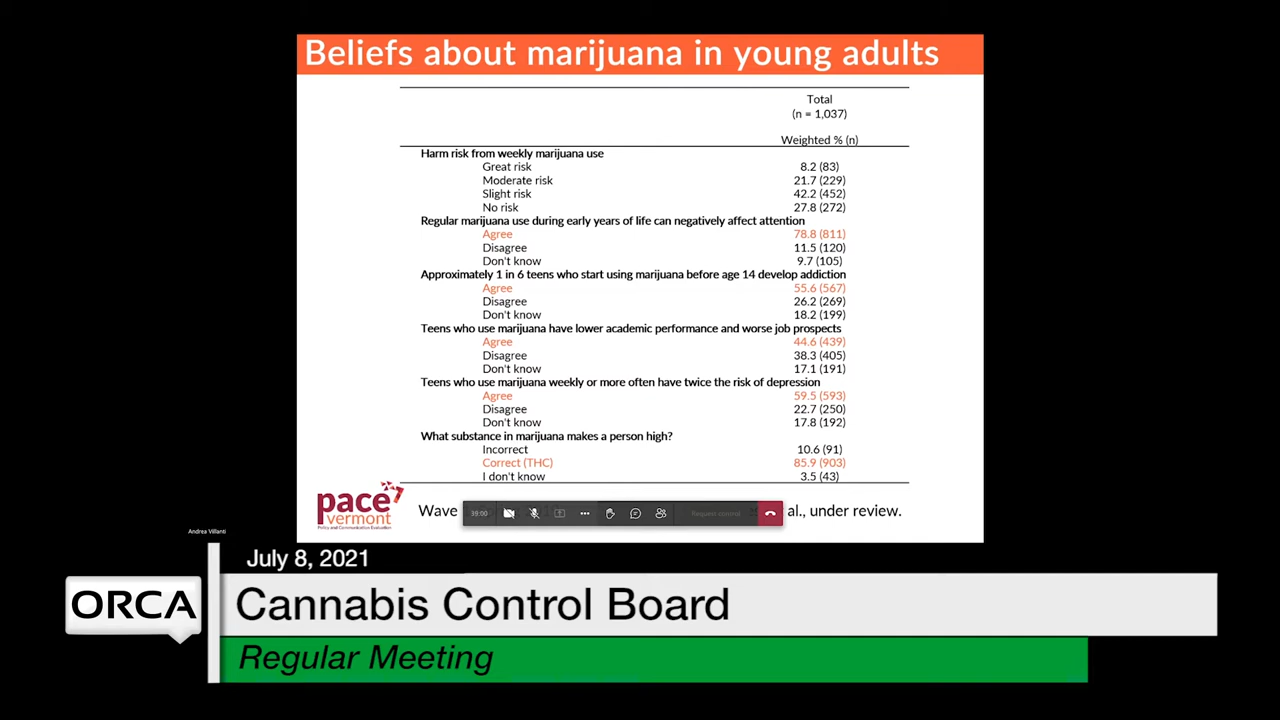 Beliefs about marijuana in young adults
Total
(n = 1,037)
Weighted % (n)
Harm risk from weekly marijuana use
Great risk 8.2 (83)
Moderate risk 21.7 (229)
Slight risk 42.2 (452)
No risk 27.8 (272)
Regular marijuana use during early years of life can negatively affect attention
Agree 78.8 (811)
Disagree 11.5 (120)
Don't know 9.7 (105)
Approximately 1 in 6 teens who start using marijuana before age 14 develop addiction
Agree 55.6 (567)
Disagree 26.2 (269)
Don't know 18.2 (199)
Teens who use marijuana have lower academic performance and worse job prospects
Agree 44.6 (439)
Disagree 38.3 (405)
Don't know 17.1 (191)
Teens who use marijuana weekly or more often have twice the risk of depression
Agree 59.5 (593)
Disagree 22.7 (250)
Don't know 17.8 (192)
What substance in marijuana makes a person high?
Incorrect 10.6 (91)
Correct (THC) 85.9 (903)
I don't know 3.5 (43)
pace
vermont
Policy and Communication Evaluation
Wave
39:00
Request control
al., under review.
Andrea Villanti
July 8, 2021
ORCA
Cannabis Control Board
Regular Meeting